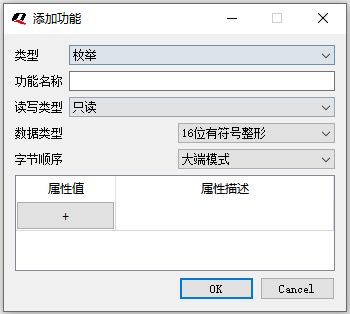 添加功能
类型 枚举
功能名称
读写类型 只读
数据类型 16位有符号整形
字节顺序 大端模式
属性值 属性描述
+
OK Cancel